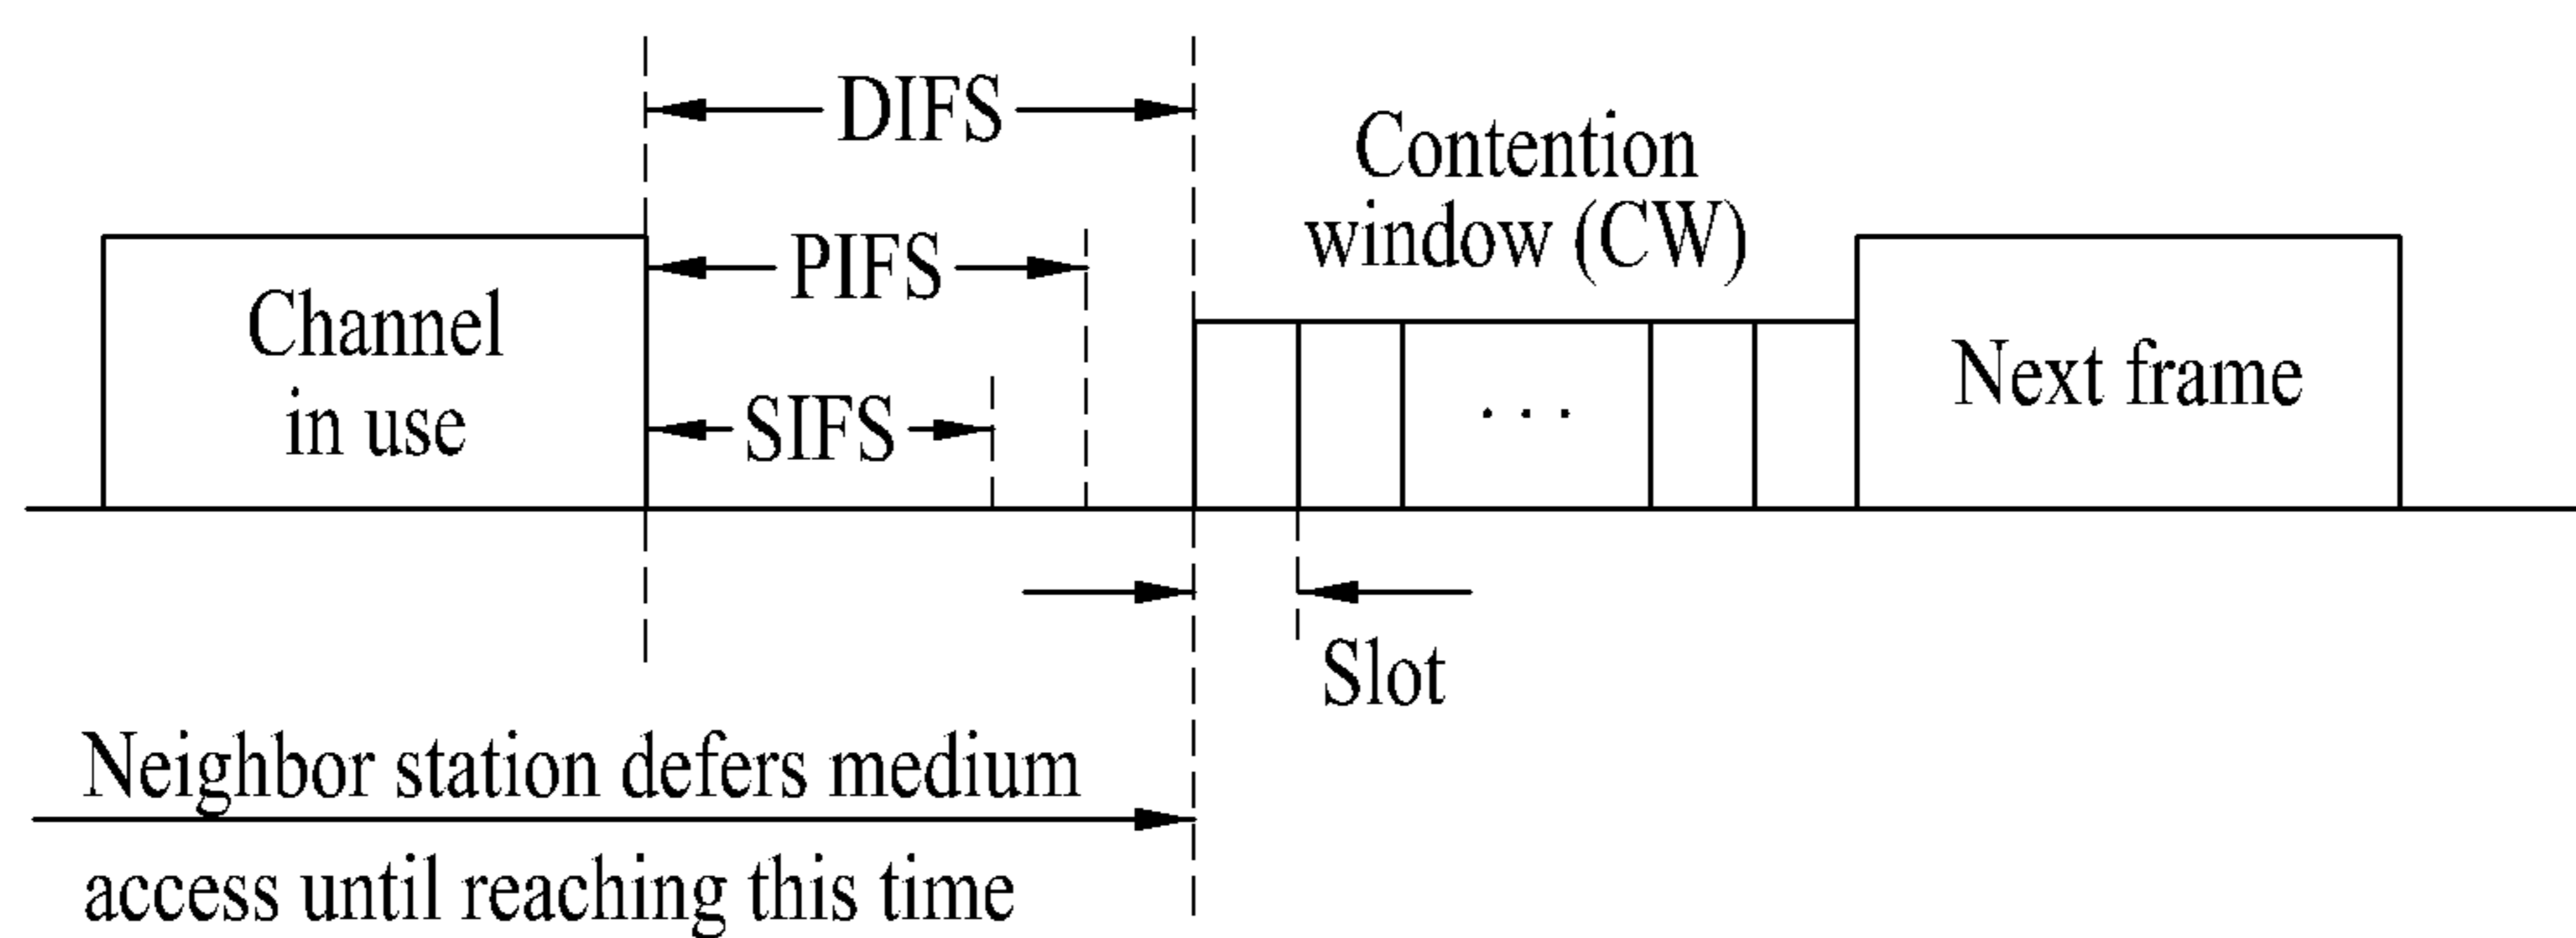 DIFS
Contention
window (CW)
PIFS
Channel
in use
SIFS
. . .
Next frame
Slot
Neighbor station defers medium
access until reaching this time